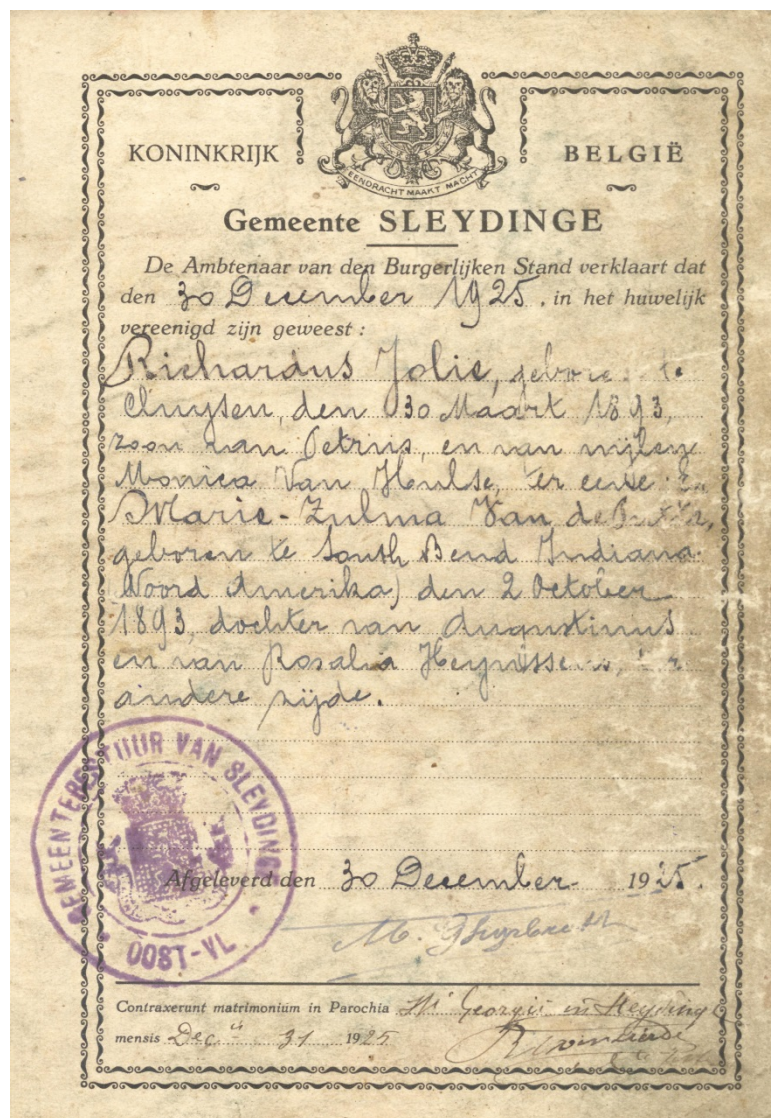 EENDRACHT MAAKT MACHT
KONINKRIJK BELGIË
Gemeente SLEYDINGE
De Ambtenaar van den Burgerlijken Stand verklaart dat
den 30 December 1925, in het huwelijk
vereenigd zijn geweest :
Richardus Jolie, geboren te
Cluysen, den 30 Maart 1893,
zoon van Petrus, en van wijlen
Monica Van Hulse, ter eene
Marie-Zulma Van de
geboren te South Bend Indiana
Noord Amerika) den 2 October
1893, dochter van Augustinus
en van Rosalia Heynssens,
andere zijde.
GEMEENTEBESTUUR VAN SLEYDINGE
OOST-VL
Afgeleverd den 30 December 1925.
Contraxerunt matrimonium in Parochia Sti Georgii in Sleydinge
mensis Dec 31 1925